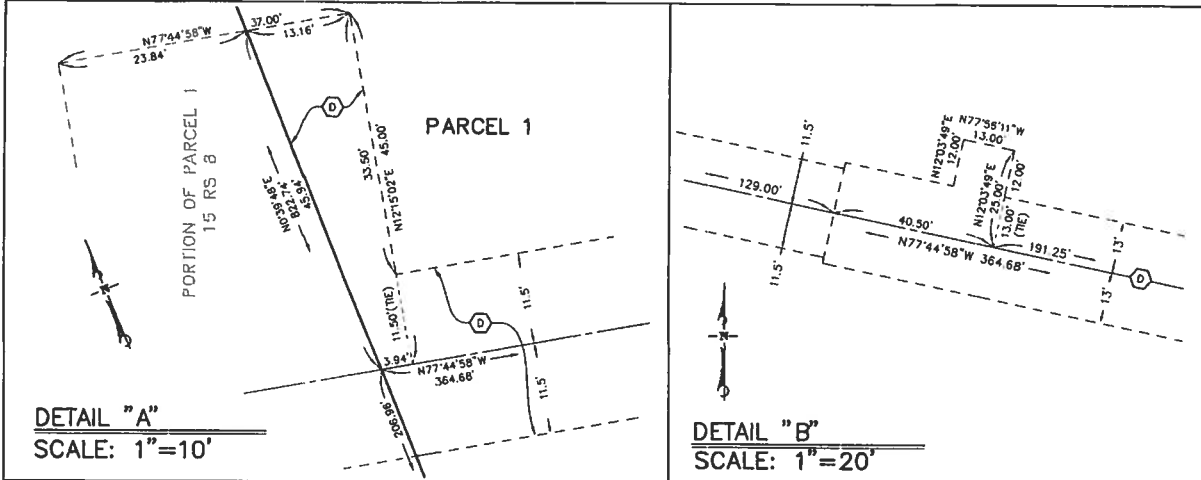 N77°44'58"W
37.00'
23.84'
13.16'
D
PARCEL 1
PORTION OF PARCEL 1
15 RS 8
33.50'
45.00'
N12°15'02"E
N0°39'48"E
822.74'
45.94'
N
11.50'(TIE)
D
11.5'
3.94'
N77°44'58"W
364.68'
11.5'
206.96'
DETAIL "A"
SCALE: 1"=10'
11.5'
N77°56'11"W
13.00'
N12°03'49"E
12.00'
129.00'
N12°03'49"E
25.00'
12.00'
13.00'
(TIE)
40.50'
191.25'
13'
N77°44'58"W 364.68'
D
11.5'
13'
N
DETAIL "B"
SCALE: 1"=20'